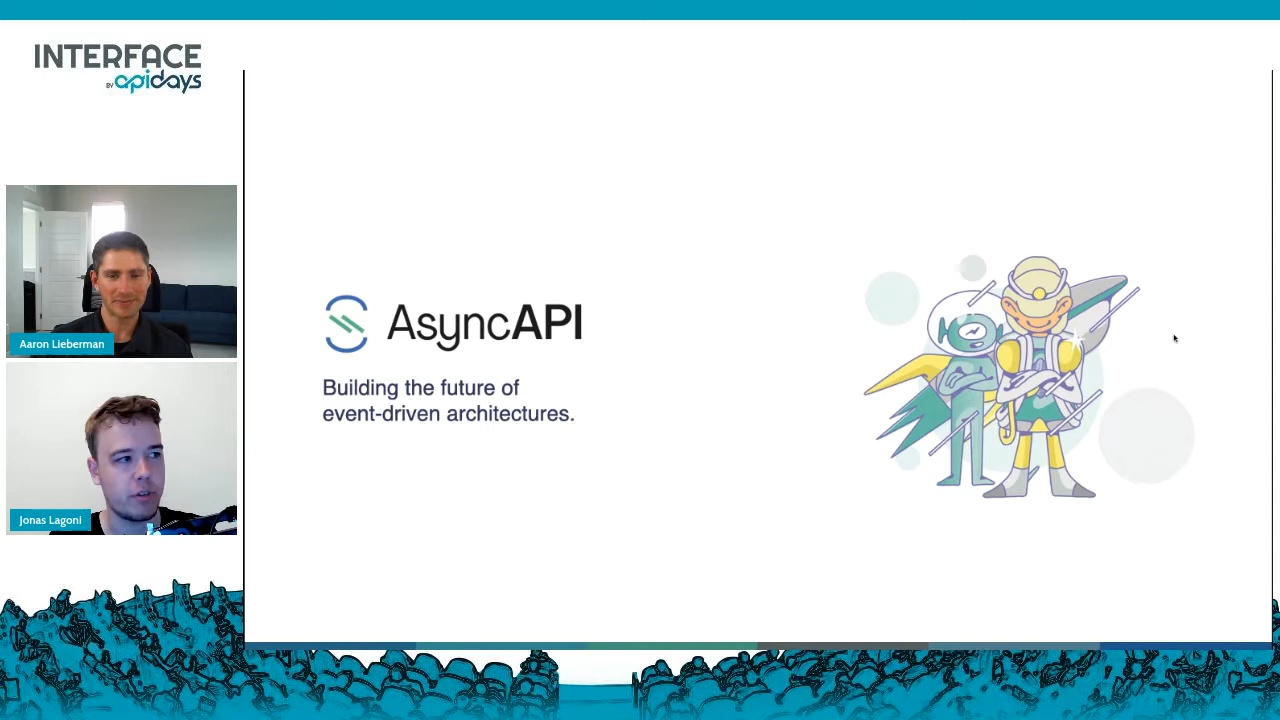 INTERFACE
BY apidays
Aaron Lieberman
Jonas Lagoni
AsyncAPI
Building the future of
event-driven architectures.